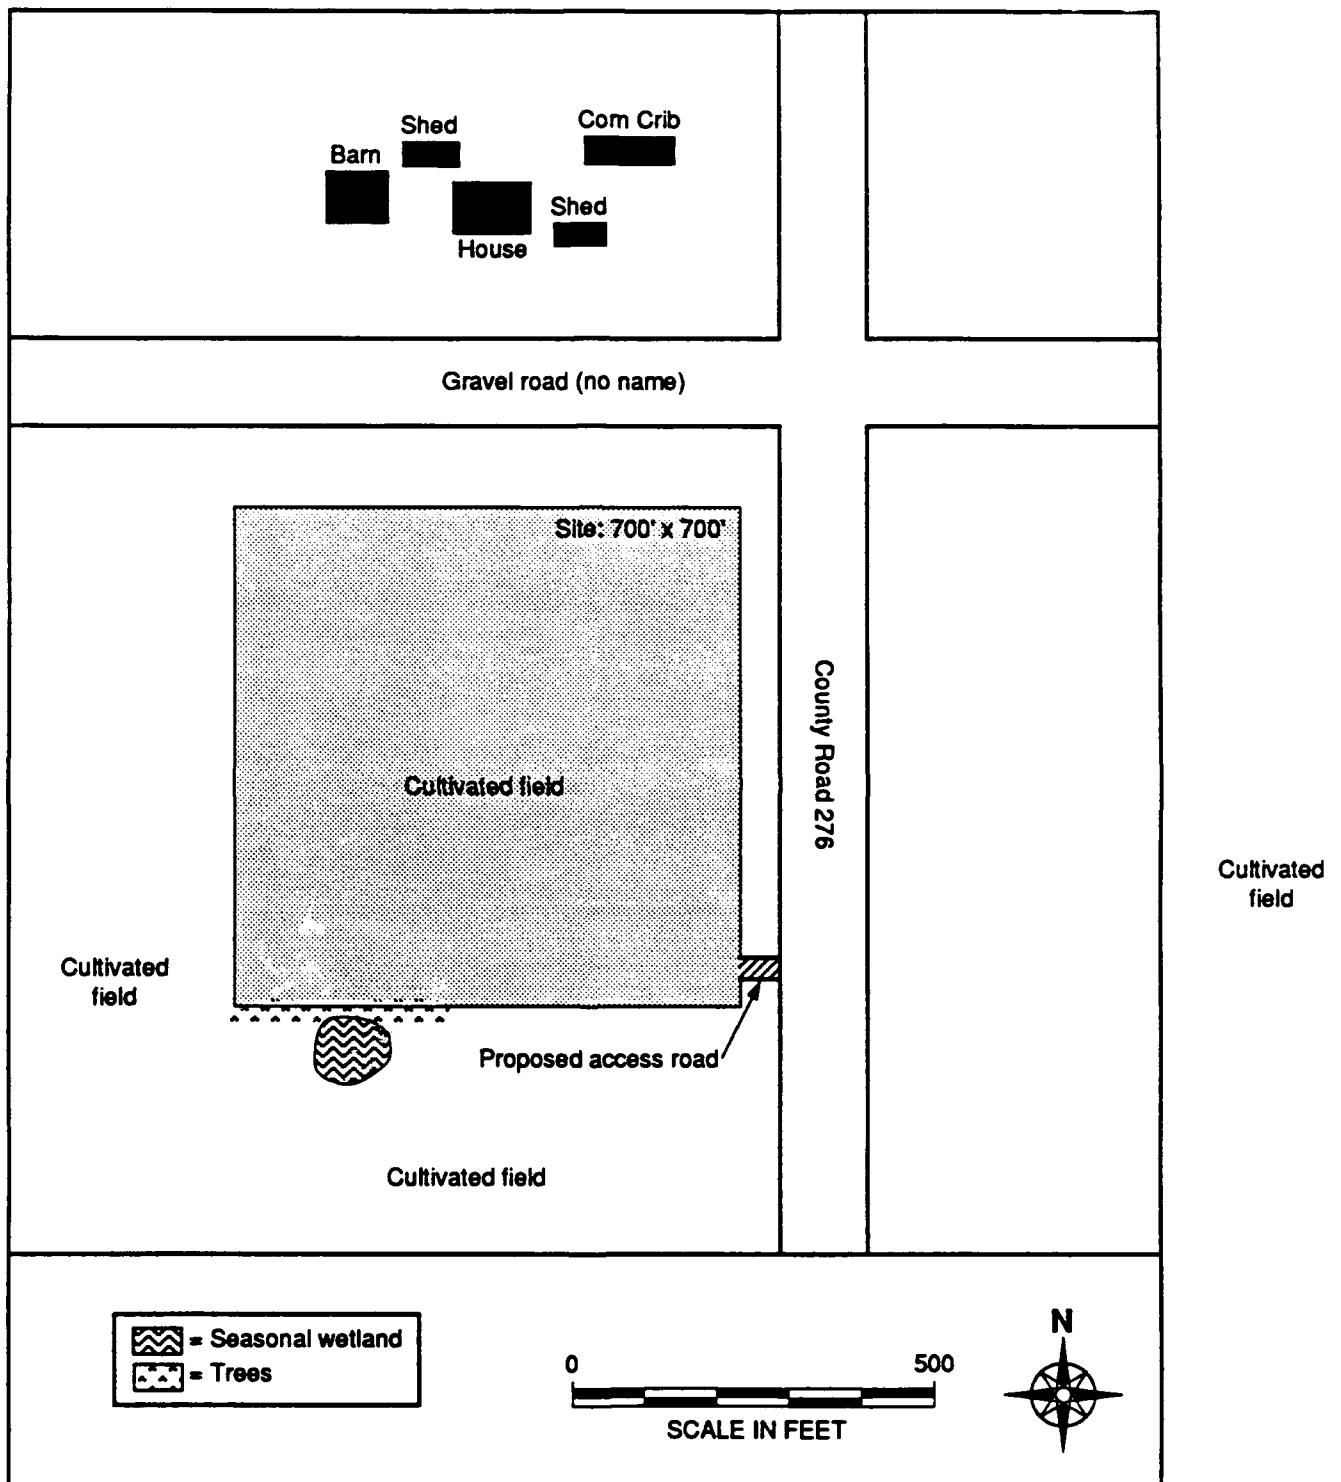 Shed
Corn Crib
Barn
Shed
House
Gravel road (no name)
Site: 700' x 700'
County Road 276
Cultivated field
Cultivated
field
Cultivated
field
Proposed access road
Cultivated field
= Seasonal wetland
= Trees
0 500
SCALE IN FEET
N